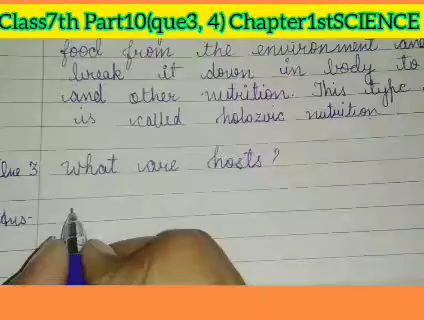 Class7th Part10(que3, 4) Chapter1stSCIENCE
food from the environment and
break it down in body to
and other nutrition. This type
is called holozoic nutrition
Que 3 What are hosts?
Ans-